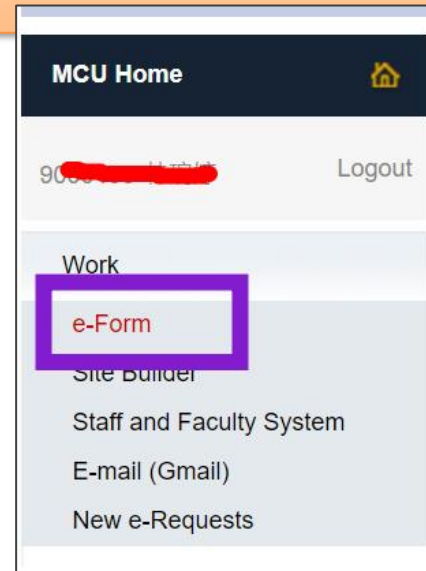 MCU Home
Logout
Work
e-Form
Site Builder
Staff and Faculty System
E-mail (Gmail)
New e-Requests